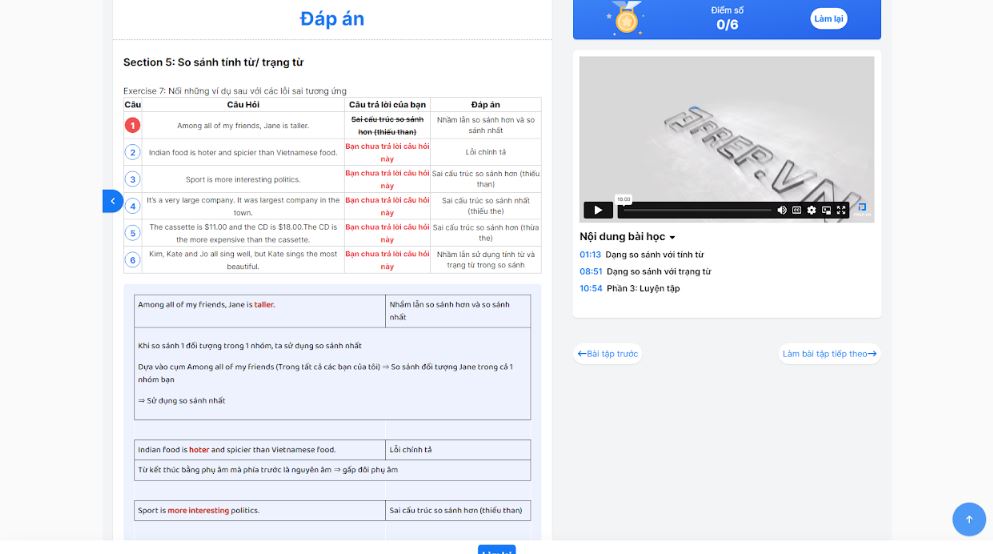 Đáp án
Section 5: So sánh tính từ/ trạng từ
Exercise 7: Nối những ví dụ sau với các lỗi sai tương ứng
Câu
Câu Hỏi
Câu trả lời của bạn
Đáp án
1
Among all of my friends, Jane is taller.
Sai cấu trúc so sánh
hơn (thiếu than)
Nhầm lẫn so sánh hơn và so
sánh nhất
2
Indian food is hoter and spicier than Vietnamese food.
Bạn chưa trả lời câu hỏi
này
Lỗi chính tả
3
Sport is more interesting politics.
Bạn chưa trả lời câu hỏi
này
Sai cấu trúc so sánh hơn (thiếu
than)
4
It's a very large company. It was largest company in the
town.
Bạn chưa trả lời câu hỏi
này
Sai cấu trúc so sánh nhất
(thiếu the)
5
The cassette is $11.00 and the CD is $18.00.The CD is
the more expensive than the cassette.
Bạn chưa trả lời câu hỏi
này
Sai cấu trúc so sánh hơn (thừa
the)
6
Kim, Kate and Jo all sing well, but Kate sings the most
beautiful.
Bạn chưa trả lời câu hỏi
này
Nhầm lẫn sử dụng tính từ và
trạng từ trong so sánh
Among all of my friends, Jane is taller.
Nhầm lẫn so sánh hơn và so sánh
nhất
Khi so sánh 1 đối tượng trong 1 nhóm, ta sử dụng so sánh nhất
Dựa vào cụm Among all of my friends (Trong tất cả các bạn của tôi) ⇒ So sánh đối tượng Jane trong cả 1
nhóm bạn
⇒ Sử dụng so sánh nhất
Indian food is hoter and spicier than Vietnamese food.
Lỗi chính tả
Từ kết thúc bằng phụ âm mà phía trước là nguyên âm ⇒ gấp đôi phụ âm
Sport is more interesting politics.
Sai cấu trúc so sánh hơn (thiếu than)
Điểm số
0/6
Làm lại
PREP.VN
Nội dung bài học
01:13 Dạng so sánh với tính từ
08:51 Dạng so sánh với trạng từ
10:54 Phần 3: Luyện tập
←Bài tập trước
Làm bài tập tiếp theo→